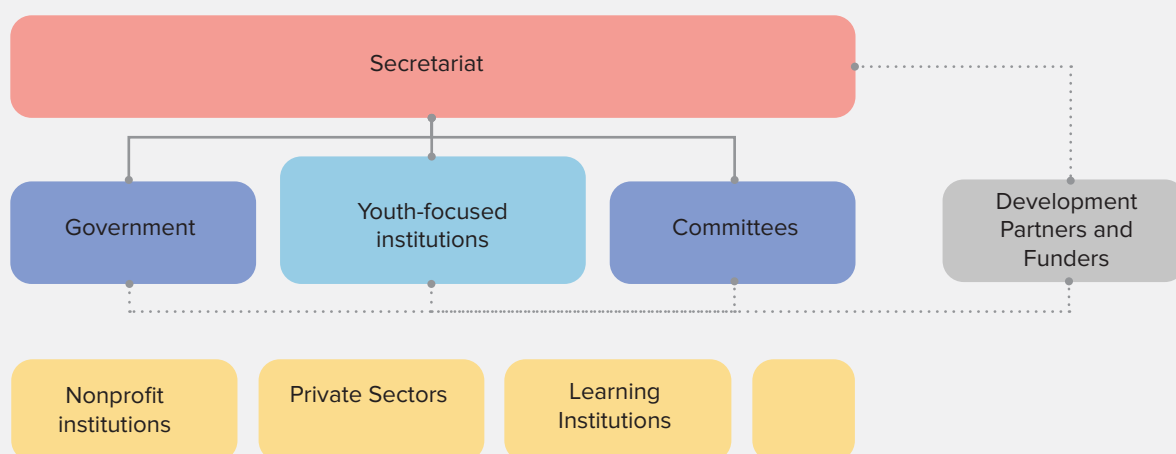 Secretariat
Government
Youth-focused
institutions
Committees
Development
Partners and
Funders
Nonprofit
institutions
Private Sectors
Learning
Institutions